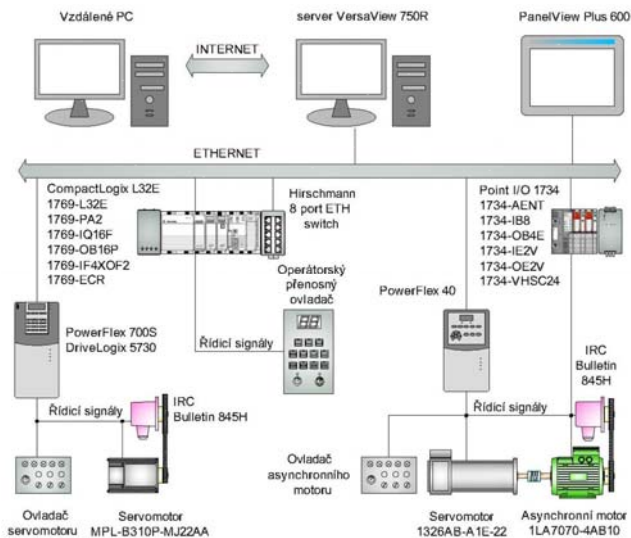 Vzdálené PC
server VersaView 750R
PanelView Plus 600
INTERNET
ETHERNET
CompactLogix L32E
1769-L32E
1769-PA2
1769-IQ16F
1769-OB16P
1769-IF4XOF2
1769-ECR
Hirschmann
8 port ETH
switch
Point I/O 1734
1734-AENT
1734-IB8
1734-OB4E
1734-IE2V
1734-OE2V
1734-VHSC24
Operátorský
přenosný
ovladač
PowerFlex 40
PowerFlex 700S
DriveLogix 5730
Řídicí signály
IRC
Bulletin 845H
Řídicí signály
IRC
Bulletin
845H
Řídicí signály
Ovladač
asynchronního
motoru
Ovladač
servomotoru
Servomotor
MPL-B310P-MJ22AA
Servomotor
1326AB-A1E-22
Asynchronní motor
1LA7070-4AB10